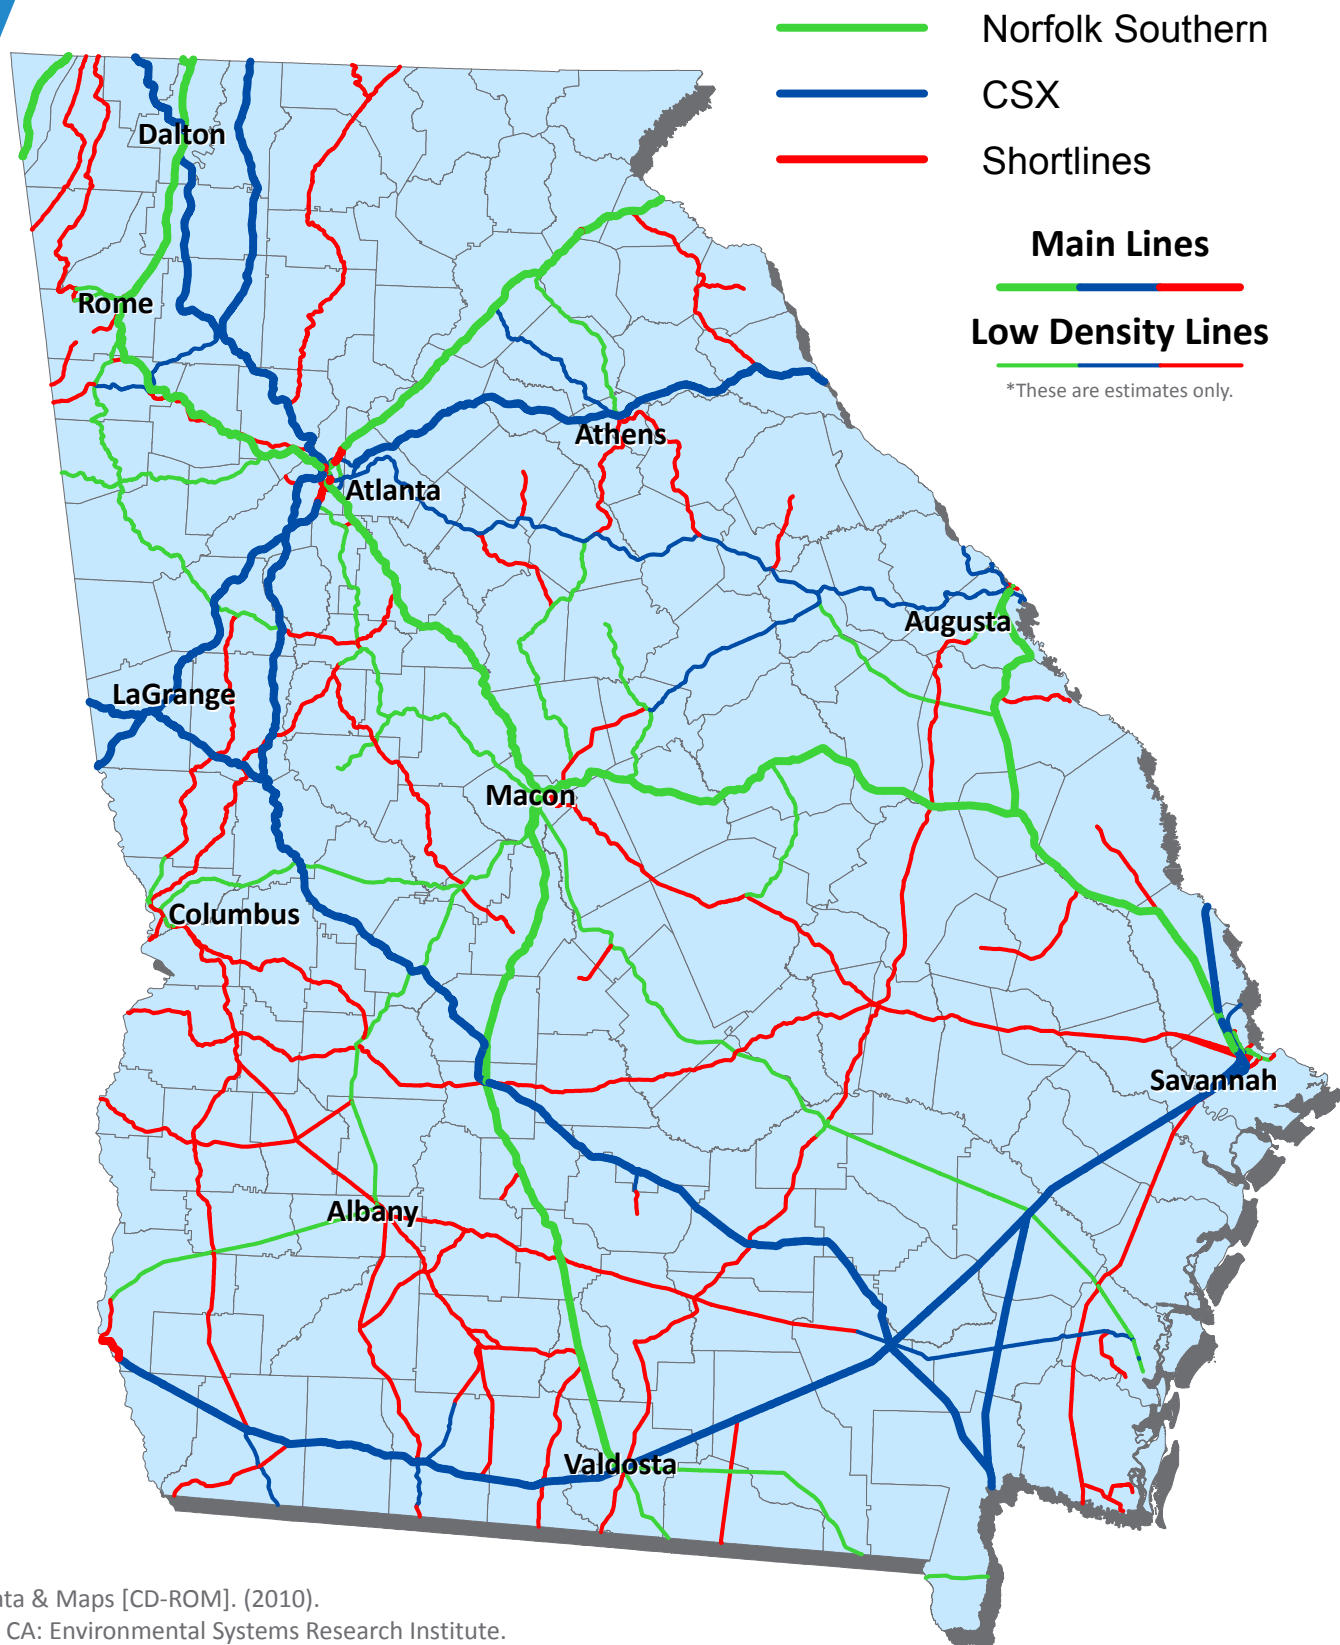 Norfolk Southern
CSX
Shortlines
Main Lines
Low Density Lines
*These are estimates only.
Dalton
Rome
Athens
Atlanta
Augusta
LaGrange
Macon
Columbus
Savannah
Albany
Valdosta
& Maps [CD-ROM]. (2010).
CA: Environmental Systems Research Institute.